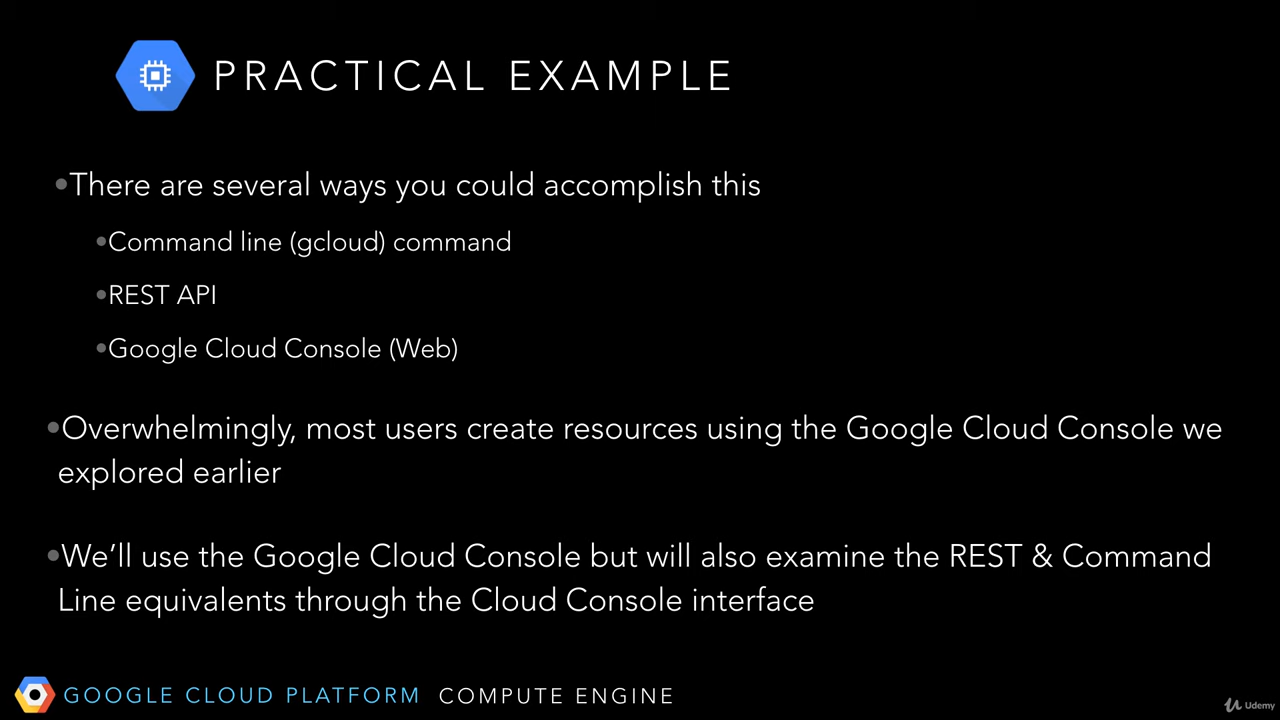 PRACTICAL EXAMPLE
•There are several ways you could accomplish this
•Command line (gcloud) command
•REST API
•Google Cloud Console (Web)
•Overwhelmingly, most users create resources using the Google Cloud Console we
explored earlier
•We’ll use the Google Cloud Console but will also examine the REST & Command
Line equivalents through the Cloud Console interface
GOOGLE CLOUD PLATFORM COMPUTE ENGINE
Udemy